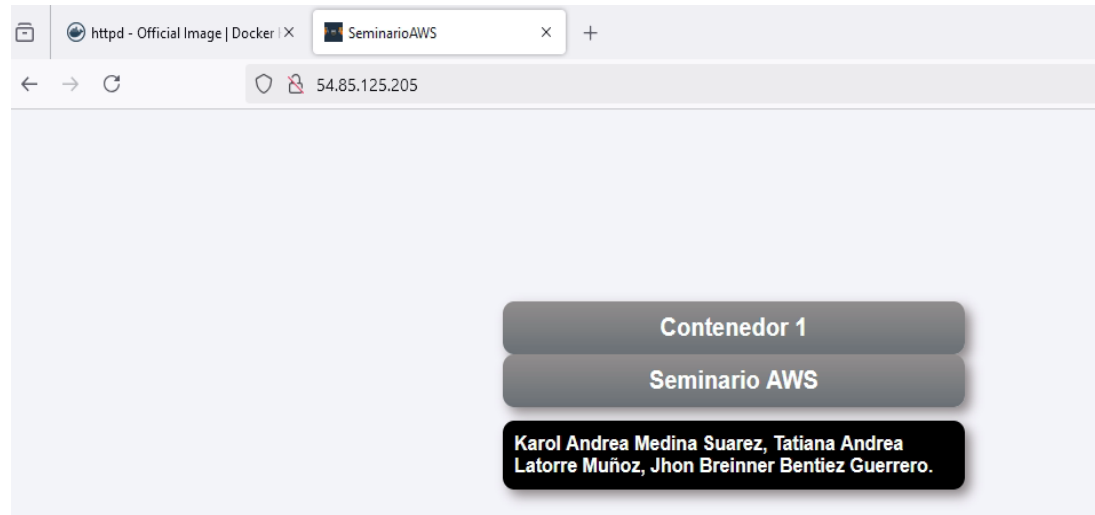 httpd - Official Image | Docker
SeminarioAWS
54.85.125.205
Contenedor 1
Seminario AWS
Karol Andrea Medina Suarez, Tatiana Andrea
Latorre Muñoz, Jhon Breinner Bentiez Guerrero.